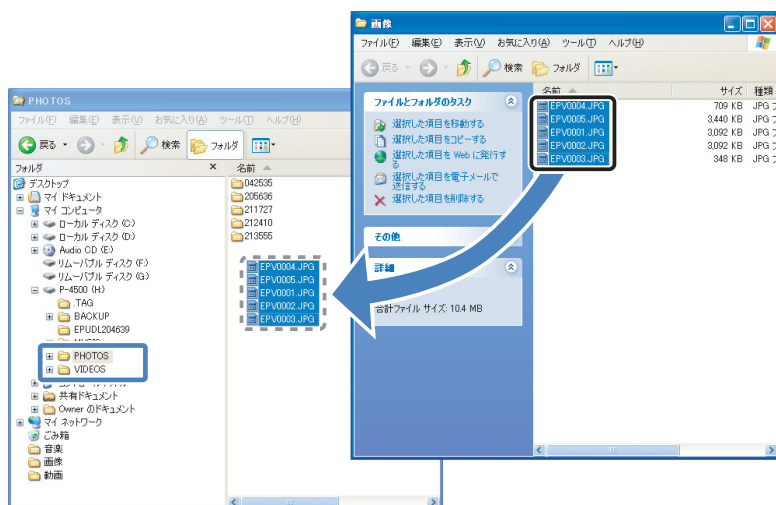 画像
ファイル(F) 編集(E) 表示(V) お気に入り(A) ツール(T) ヘルプ(H)
戻る 検索 フォルダ
ファイルとフォルダのタスク
選択した項目を移動する
選択した項目をコピーする
選択した項目を Web に発行す
る
選択した項目を電子メールで
送信する
選択した項目を削除する
その他
詳細
合計ファイル サイズ: 10.4 MB
名前 サイズ 種類
EPV0004.JPG 709 KB JPG フ
EPV0005.JPG 3,440 KB JPG フ
EPV0001.JPG 3,092 KB JPG フ
EPV0002.JPG 3,092 KB JPG フ
EPV0003.JPG 348 KB JPG フ
PHOTOS
ファイル(F) 編集(E) 表示(V) お気に入り(A) ツール(T) ヘルプ(H)
戻る 検索 フォルダ
フォルダ
デスクトップ
マイ ドキュメント
マイ コンピュータ
ローカル ディスク (C:)
ローカル ディスク (D:)
Audio CD (E:)
リムーバブル ディスク (F:)
リムーバブル ディスク (G:)
P-4500 (H:)
.TAG
BACKUP
EPUDL204639
PHOTOS
VIDEOS
共有ドキュメント
Owner のドキュメント
マイ ネットワーク
ごみ箱
音楽
画像
動画
名前
042535
205636
211727
212410
213555
EPV0004.JPG
EPV0005.JPG
EPV0001.JPG
EPV0002.JPG
EPV0003.JPG